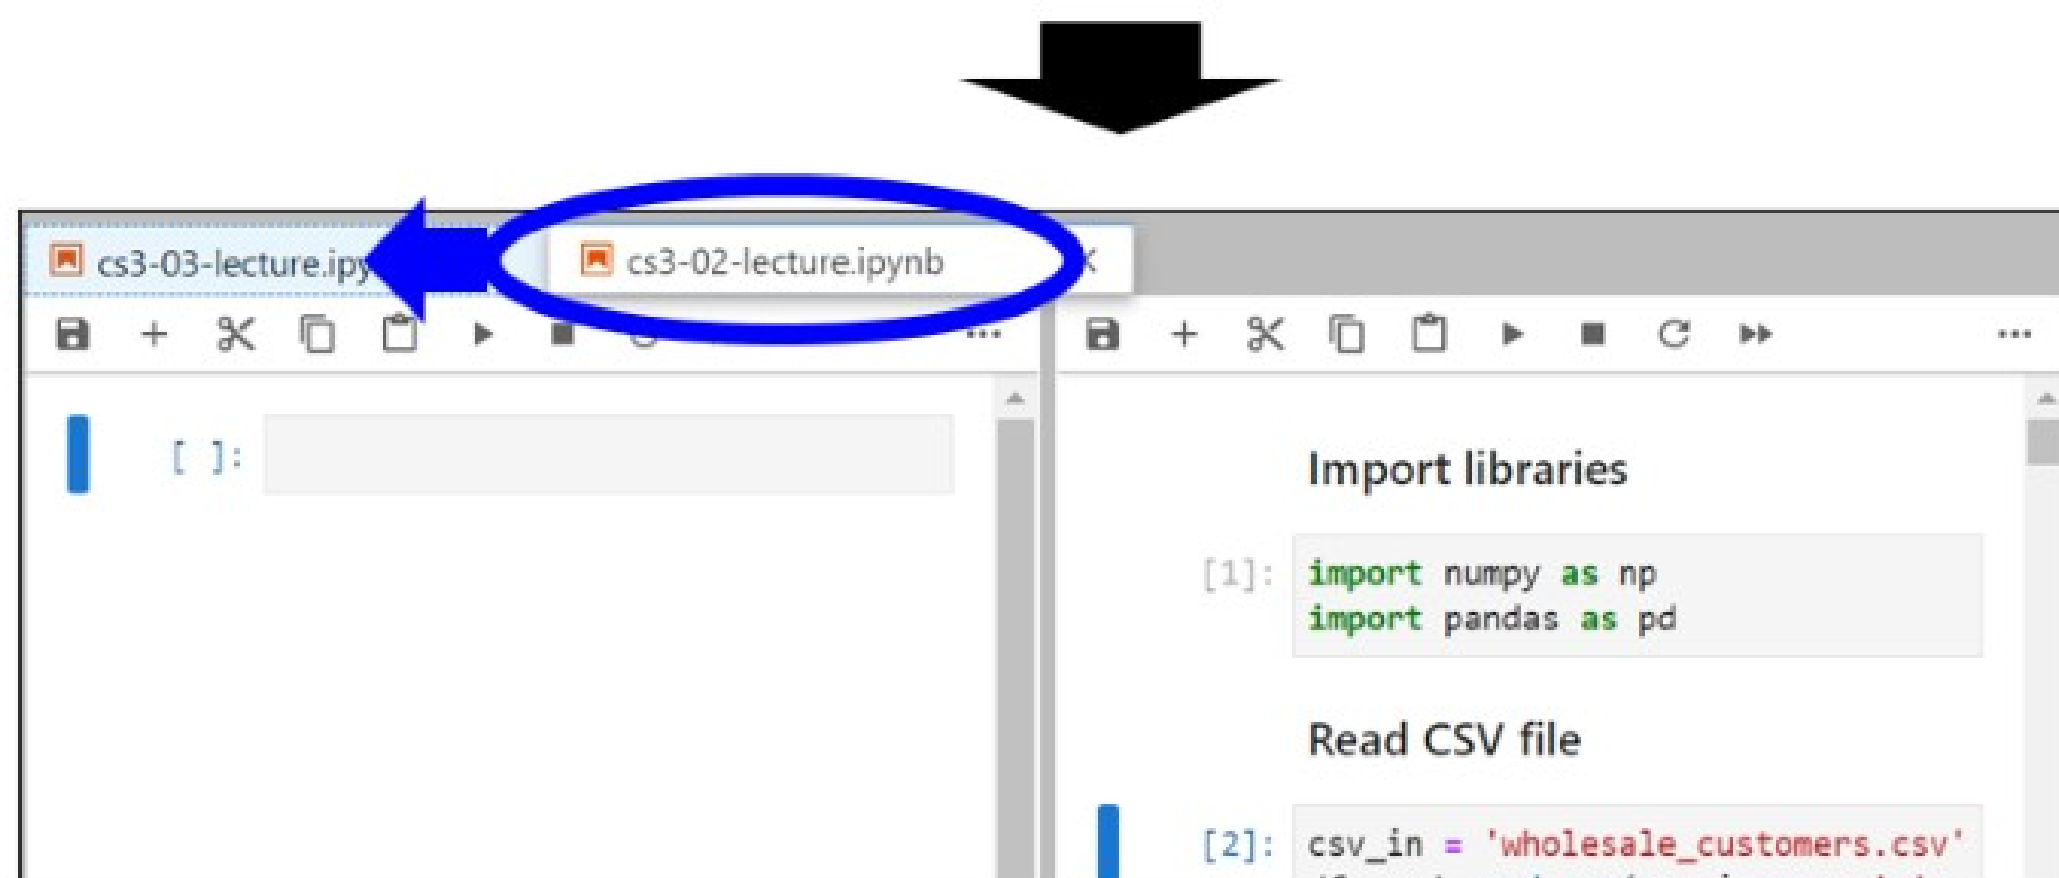 cs3-03-lecture.ipy
cs3-02-lecture.ipynb
[ ]:
Import libraries
[1]: import numpy as np
import pandas as pd
Read CSV file
[2]: csv_in = 'wholesale_customers.csv'